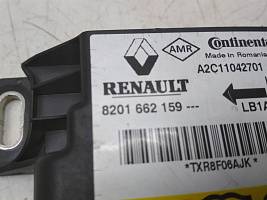 AMR
Continental
Made in Romania
A2C11042701
RENAULT
8201 662 159 ---
LB1A
*TXR8F06AJK*